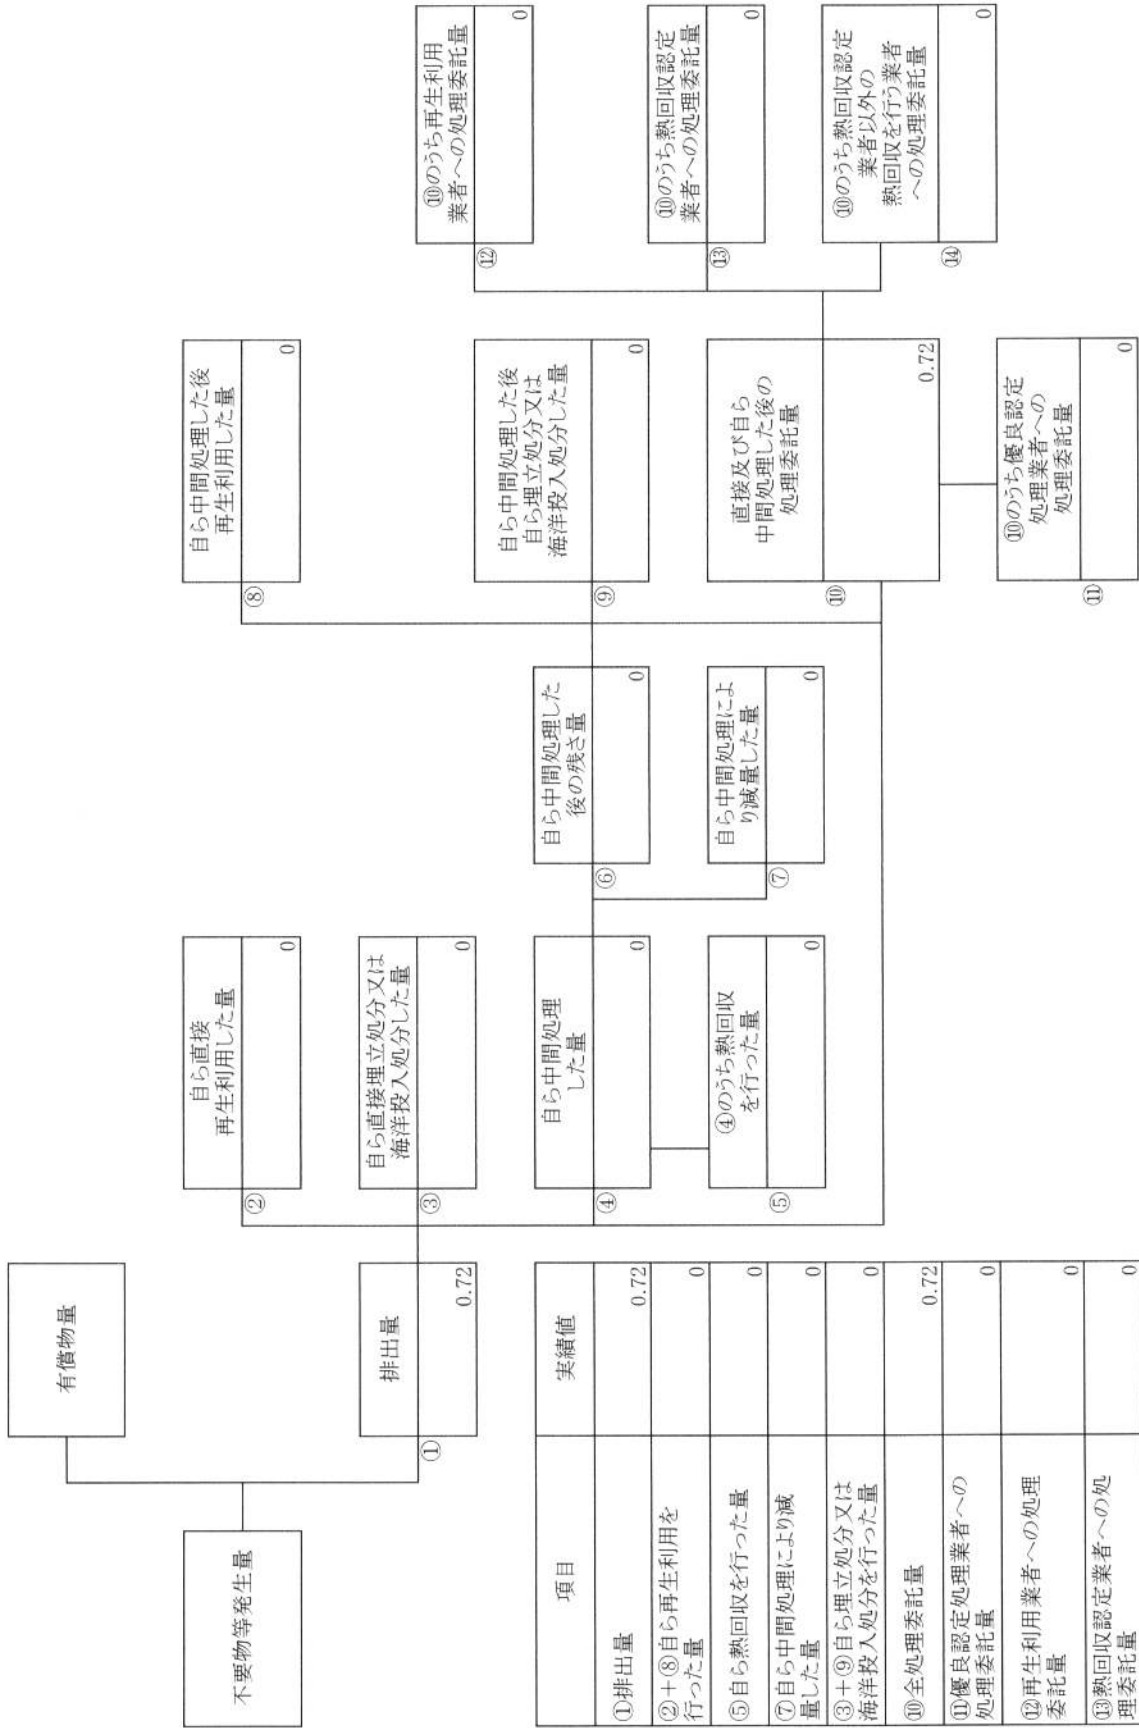 不要物等発生量
有償物量
排出量
①
0.72
自ら直接
再生利用した量
②
0
自ら直接埋立処分又は
海洋投入処分した量
③
0
自ら中間処理
した量
④
0
④のうち熱回収
を行った量
⑤
0
自ら中間処理した
後の残さ量
⑥
0
自ら中間処理によ
り減量した量
⑦
0
自ら中間処理した後
再生利用した量
⑧
0
自ら中間処理した後
自ら埋立処分又は
海洋投入処分した量
⑨
0
直接及び自ら
中間処理した後の
処理委託量
⑩
0.72
⑩のうち優良認定
処理業者への
処理委託量
⑪
0
⑩のうち再生利用
業者への処理委託量
⑫
0
⑩のうち熱回収認定
業者への処理委託量
⑬
0
⑩のうち熱回収認定
業者以外の
熱回収を行う業者
への処理委託量
⑭
0
項目 実績値
①排出量 0.72
②+⑧自ら再生利用を
行った量 0
⑤自ら熱回収を行った量 0
⑦自ら中間処理により減
量した量 0
③+⑨自ら埋立処分又は
海洋投入処分を行った量 0
⑩全処理委託量 0.72
⑪優良認定処理業者への
処理委託量 0
⑫再生利用業者への処理
委託量 0
⑬熱回収認定業者への処
理委託量 0